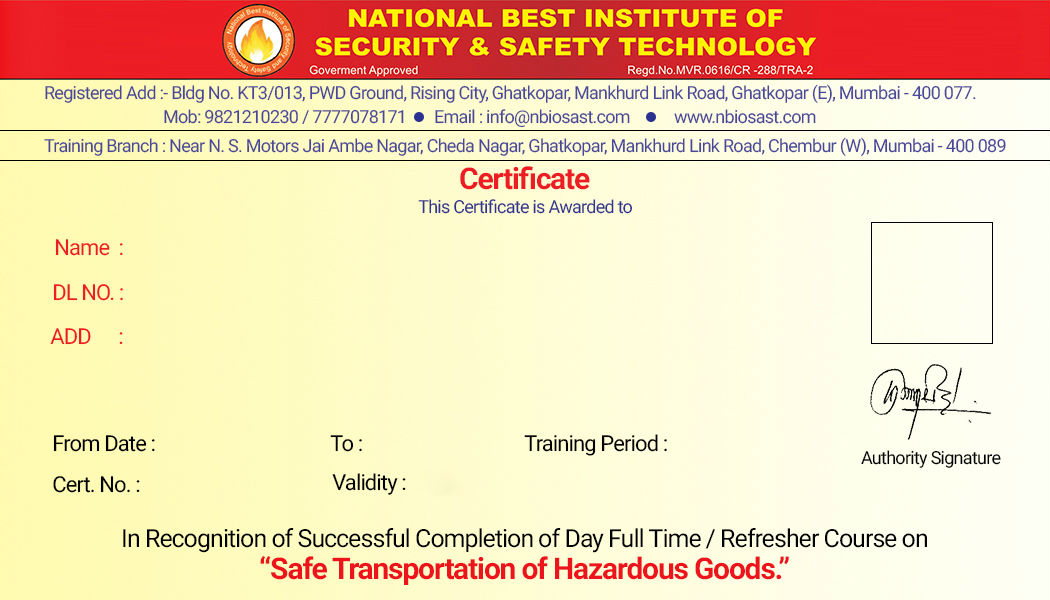 National Best Institute of
Security and Safety Technology
NATIONAL BEST INSTITUTE OF
SECURITY & SAFETY TECHNOLOGY
Goverment Approved Regd.No.MVR.0616/CR -288/TRA-2
Registered Add :- Bldg No. KT3/013, PWD Ground, Rising City, Ghatkopar, Mankhurd Link Road, Ghatkopar (E), Mumbai - 400 077.
Mob: 9821210230 / 7777078171 ● Email : info@nbiosast.com ● www.nbiosast.com
Training Branch : Near N. S. Motors Jai Ambe Nagar, Cheda Nagar, Ghatkopar, Mankhurd Link Road, Chembur (W), Mumbai - 400 089
Certificate
This Certificate is Awarded to
Name :
DL NO. :
ADD :
From Date : To : Training Period :
Authority Signature
Cert. No. : Validity :
In Recognition of Successful Completion of Day Full Time / Refresher Course on
“Safe Transportation of Hazardous Goods.”